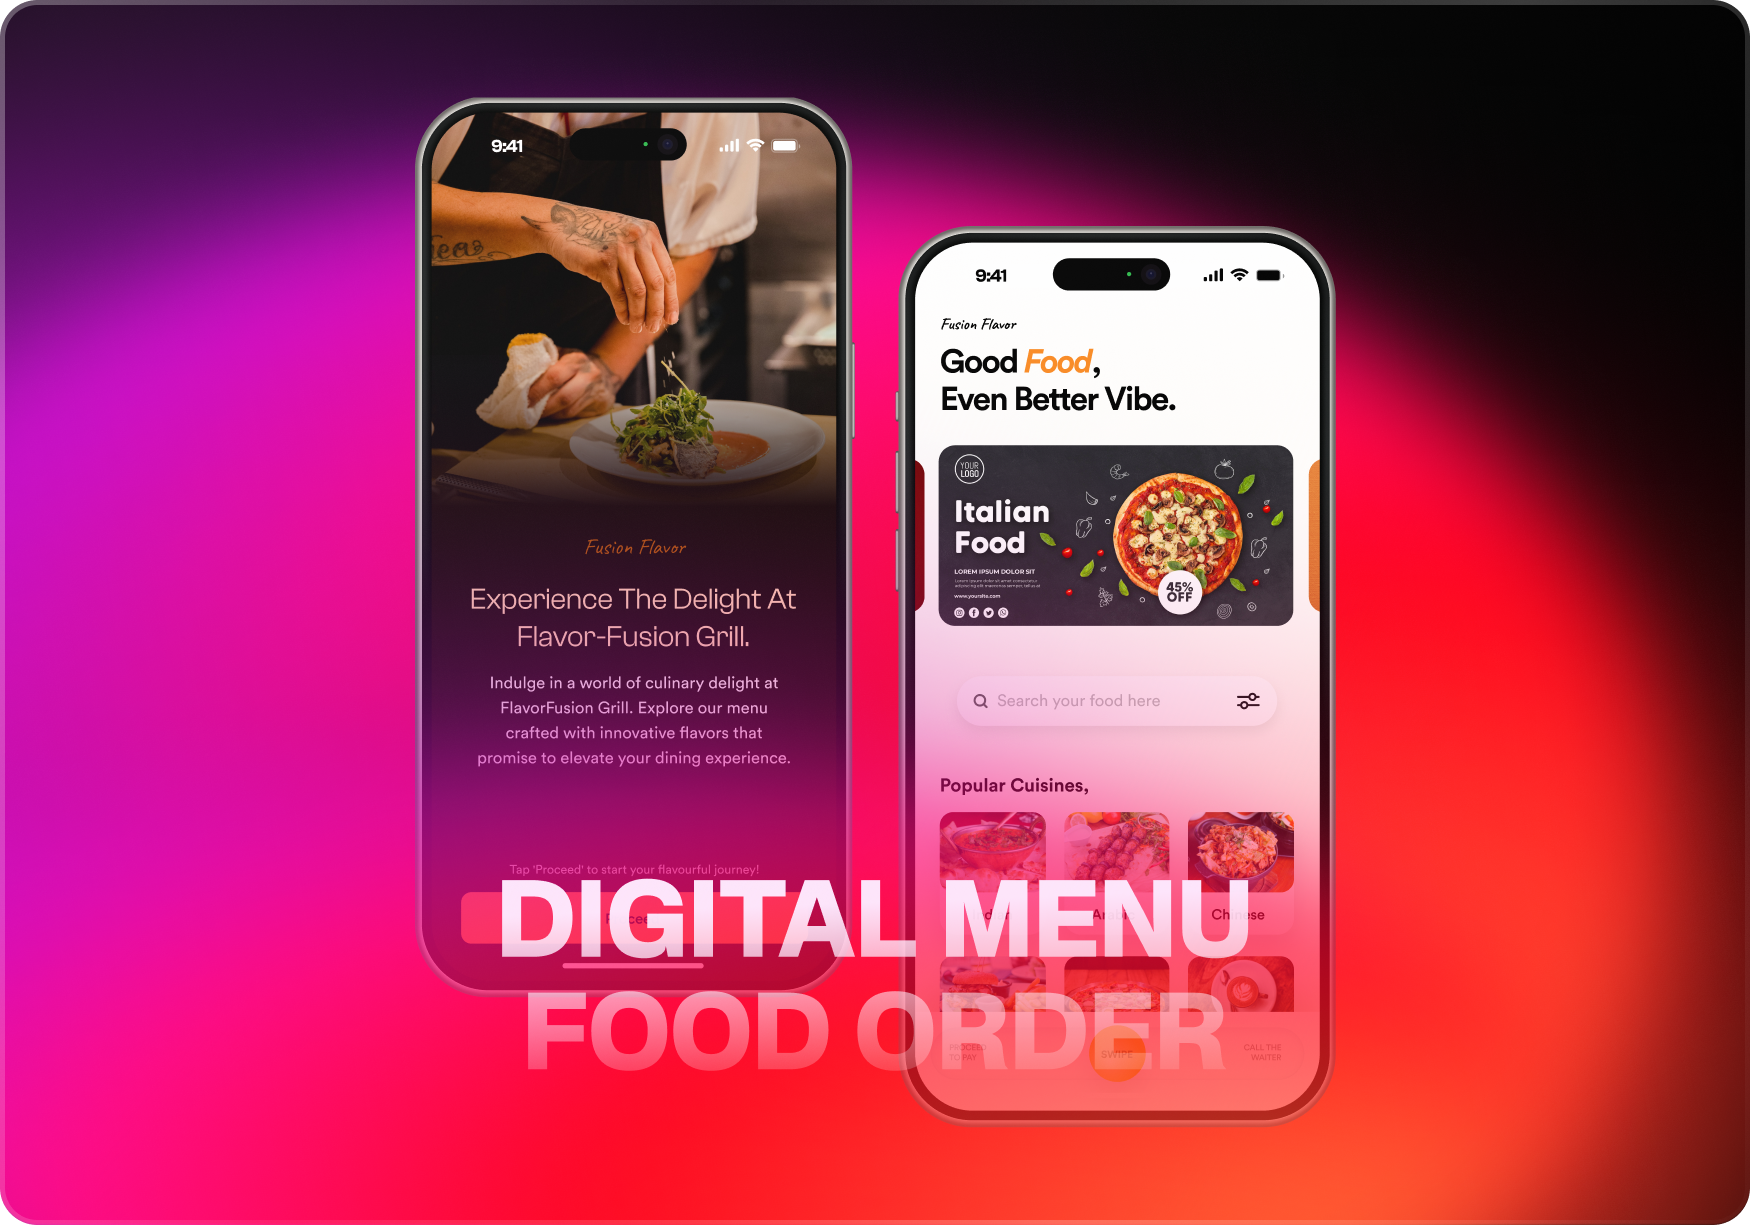 9:41
Fusion Flavor
Experience The Delight At
Flavor-Fusion Grill.
Indulge in a world of culinary delight at
FlavorFusion Grill. Explore our menu
crafted with innovative flavors that
promise to elevate your dining experience.
Tap 'Proceed' to start your flavourful journey!
9:41
Fusion Flavor
Good Food,
Even Better Vibe.
YOUR
LOGO
Italian
Food
LOREM IPSUM DOLOR SIT
www.yoursite.com
45%
OFF
Search your food here
Popular Cuisines,
Chinese
PROCEED
TO PAY
SWIPE
CALL THE
WAITER
DIGITAL MENU
FOOD ORDER